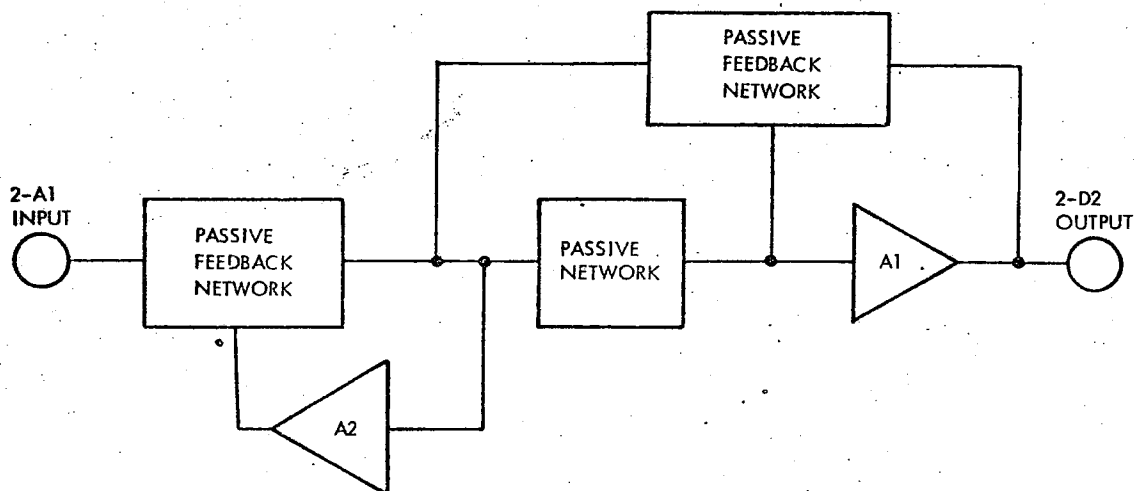 PASSIVE
FEEDBACK
NETWORK
2-A1
INPUT
PASSIVE
FEEDBACK
NETWORK
PASSIVE
NETWORK
A1
2-D2
OUTPUT
A2